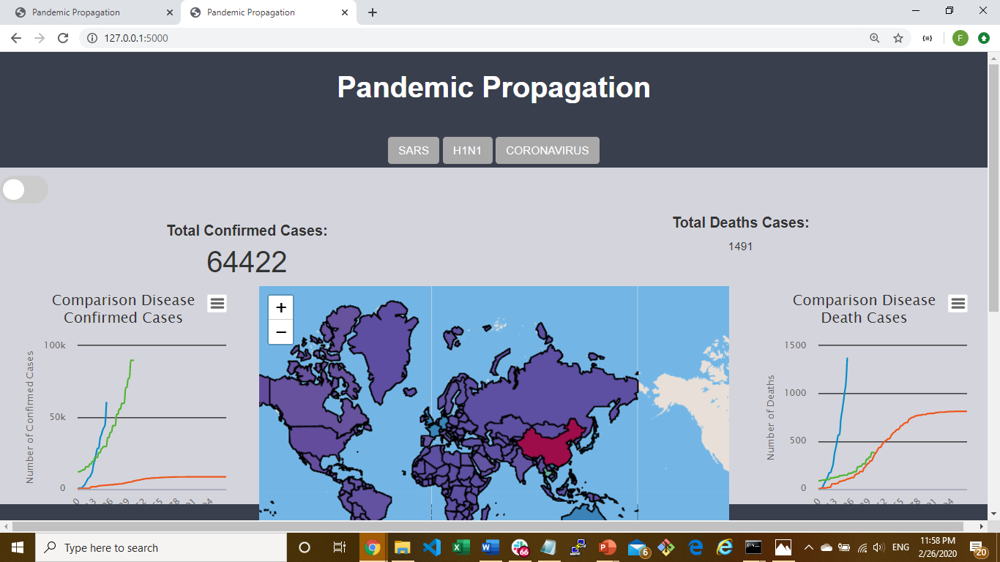 Pandemic Propagation
Pandemic Propagation
127.0.0.1:5000
F
Pandemic Propagation
SARS
H1N1
CORONAVIRUS
Total Confirmed Cases:
64422
Total Deaths Cases:
1491
Comparison Disease
Confirmed Cases
Number of Confirmed Cases
100k
50k
0
+
−
Comparison Disease
Death Cases
Number of Deaths
1500
1000
500
0
Type here to search
66
6
ENG
11:58 PM
2/26/2020
20